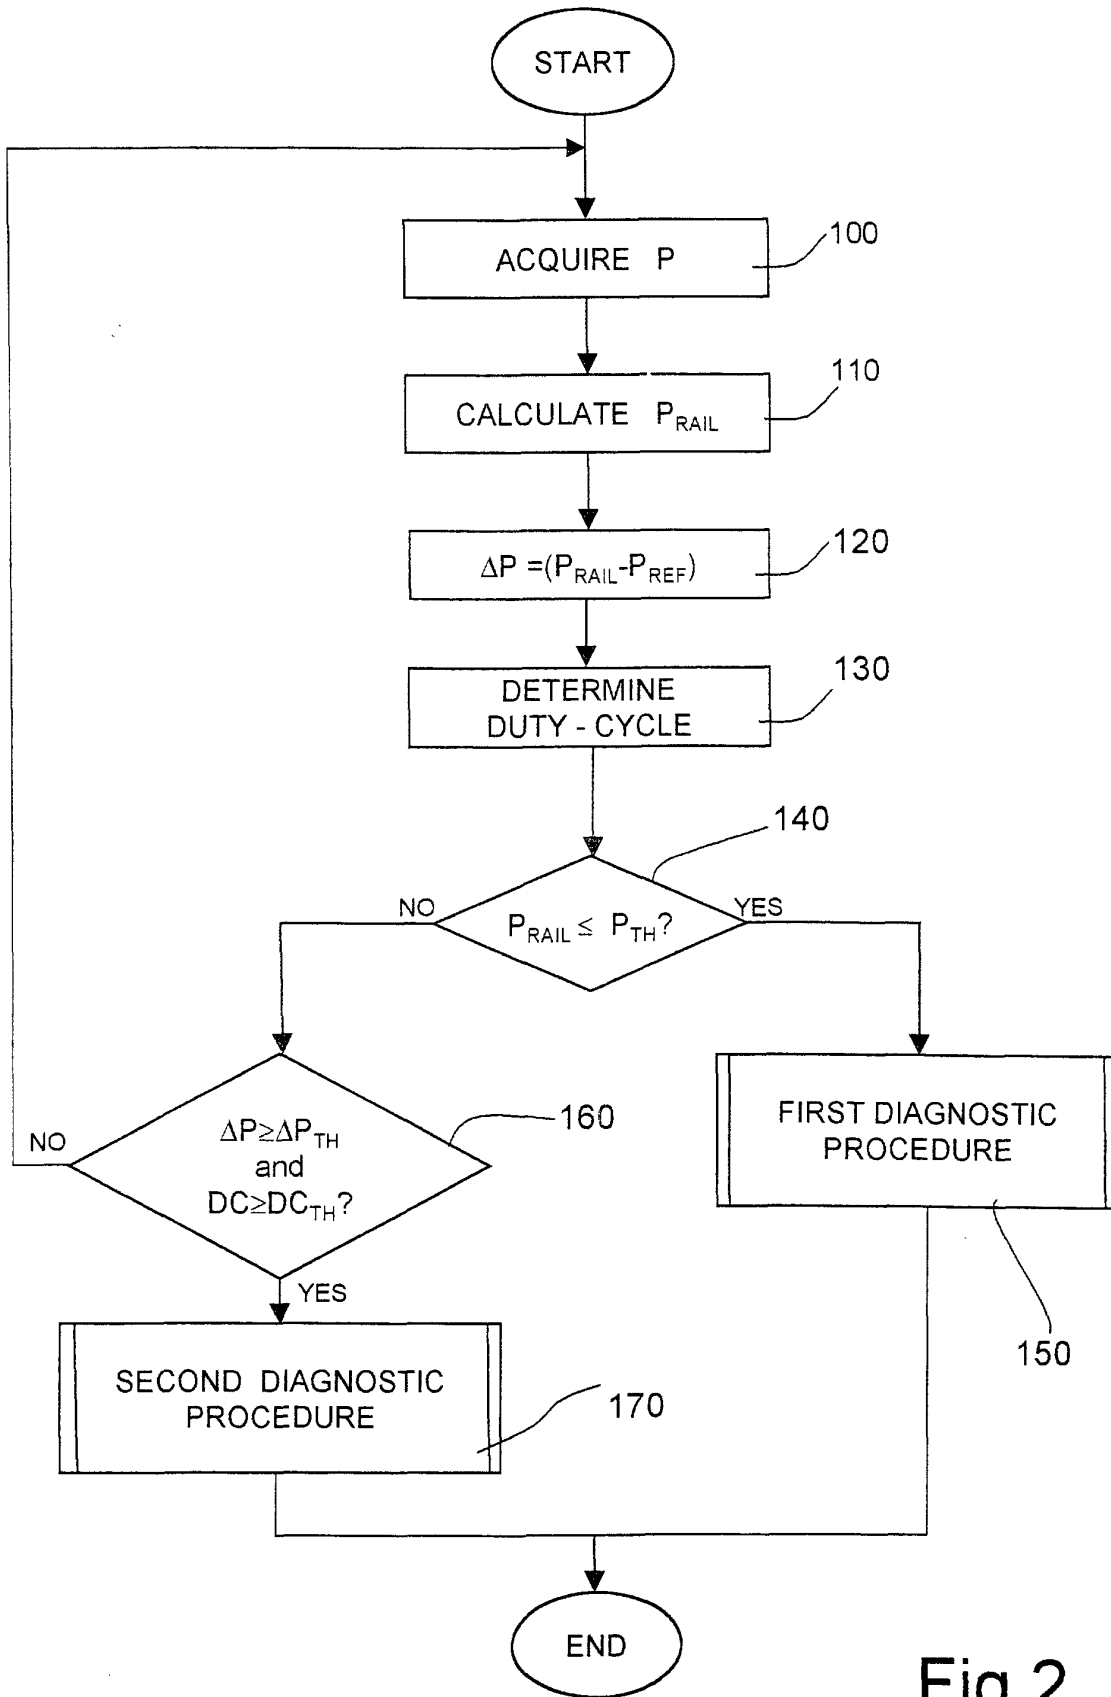 START
ACQUIRE P
100
CALCULATE P_RAIL
110
ΔP =(P_RAIL-P_REF)
120
DETERMINE
DUTY - CYCLE
130
140
NO
P_RAIL ≤ P_TH?
YES
NO
ΔP≥ΔP_TH
and
DC≥DC_TH?
160
FIRST DIAGNOSTIC
PROCEDURE
150
YES
SECOND DIAGNOSTIC
PROCEDURE
170
END
Fig.2